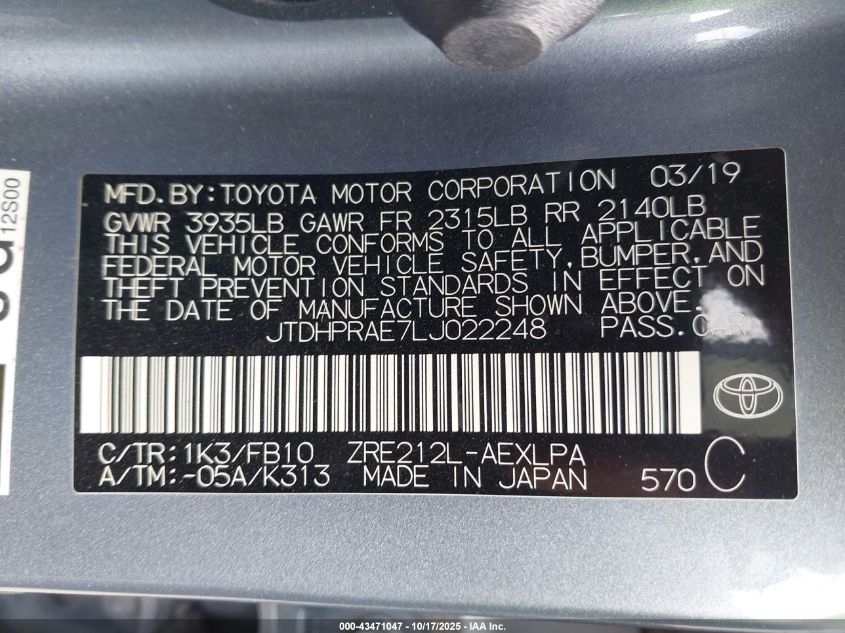 MFD.BY:TOYOTA MOTOR CORPORATION 03/19
GVWR 3935LB GAWR FR 2315LB RR 2140LB
THIS VEHICLE CONFORMS TO ALL APPLICABLE
FEDERAL MOTOR VEHICLE SAFETY,BUMPER,AND
THEFT PREVENTION STANDARDS IN EFFECT ON
THE DATE OF MANUFACTURE SHOWN ABOVE.
JTDHPRAE7LJ022248 PASS.CAR
C/TR:1K3/FB10 ZRE212L-AEXLPA
A/TM:-05A/K313 MADE IN JAPAN 570 C
12S00
000-43471047 | 10/17/2025 | IAA Inc.